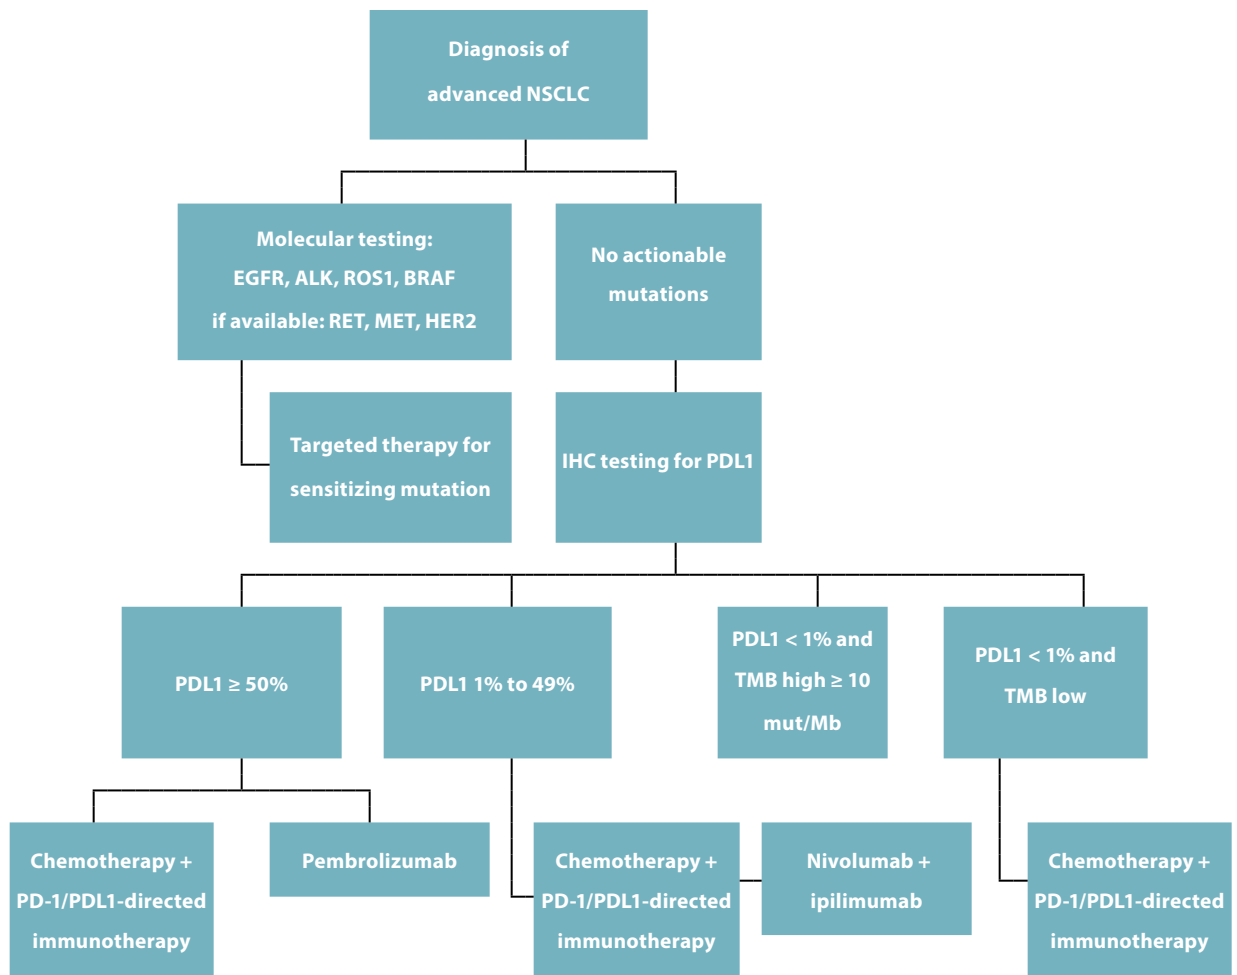 Diagnosis of
advanced NSCLC
Molecular testing:
EGFR, ALK, ROS1, BRAF
if available: RET, MET, HER2
No actionable
mutations
Targeted therapy for
sensitizing mutation
IHC testing for PDL1
PDL1 ≥ 50%
PDL1 1% to 49%
PDL1 < 1% and
TMB high ≥ 10
mut/Mb
PDL1 < 1% and
TMB low
Chemotherapy +
PD-1/PDL1-directed
immunotherapy
Pembrolizumab
Chemotherapy +
PD-1/PDL1-directed
immunotherapy
Nivolumab +
ipilimumab
Chemotherapy +
PD-1/PDL1-directed
immunotherapy